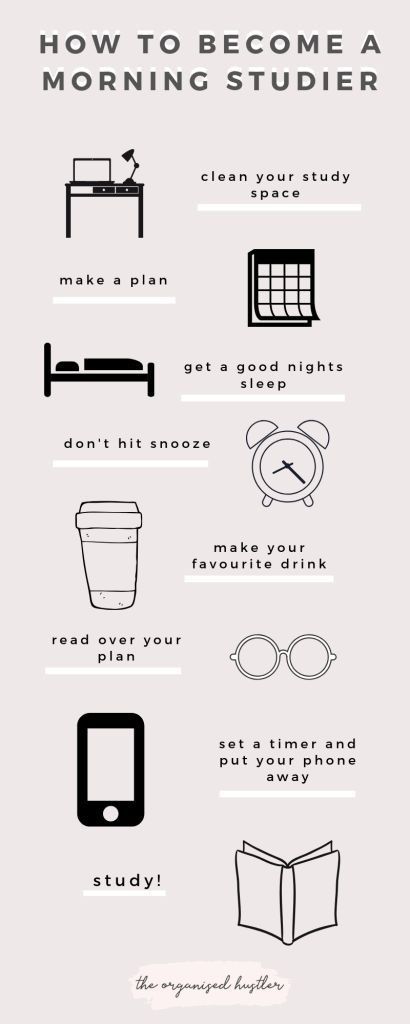 HOW TO BECOME A
MORNING STUDIER
clean your study
space
make a plan
get a good nights
sleep
don't hit snooze
make your
favourite drink
read over your
plan
set a timer and
put your phone
away
study!
the organised hustler